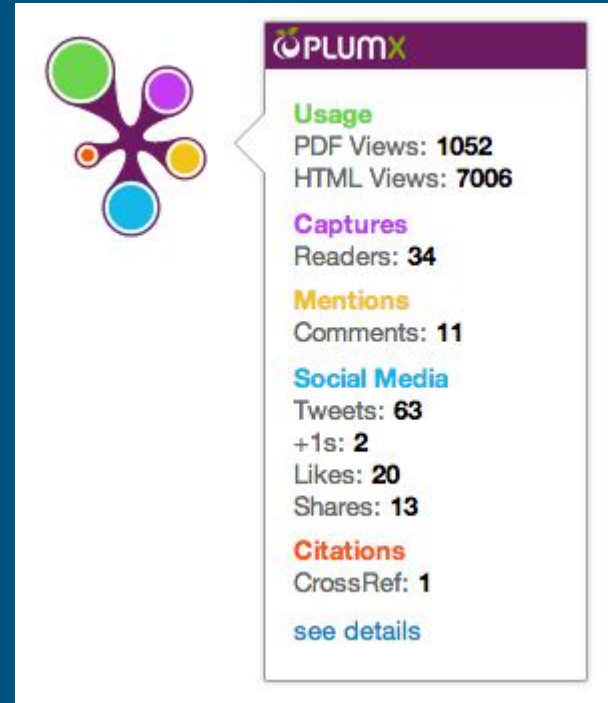 PLUMX
Usage
PDF Views: 1052
HTML Views: 7006
Captures
Readers: 34
Mentions
Comments: 11
Social Media
Tweets: 63
+1s: 2
Likes: 20
Shares: 13
Citations
CrossRef: 1
see details